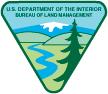 U.S. DEPARTMENT OF THE INTERIOR
BUREAU OF LAND MANAGEMENT